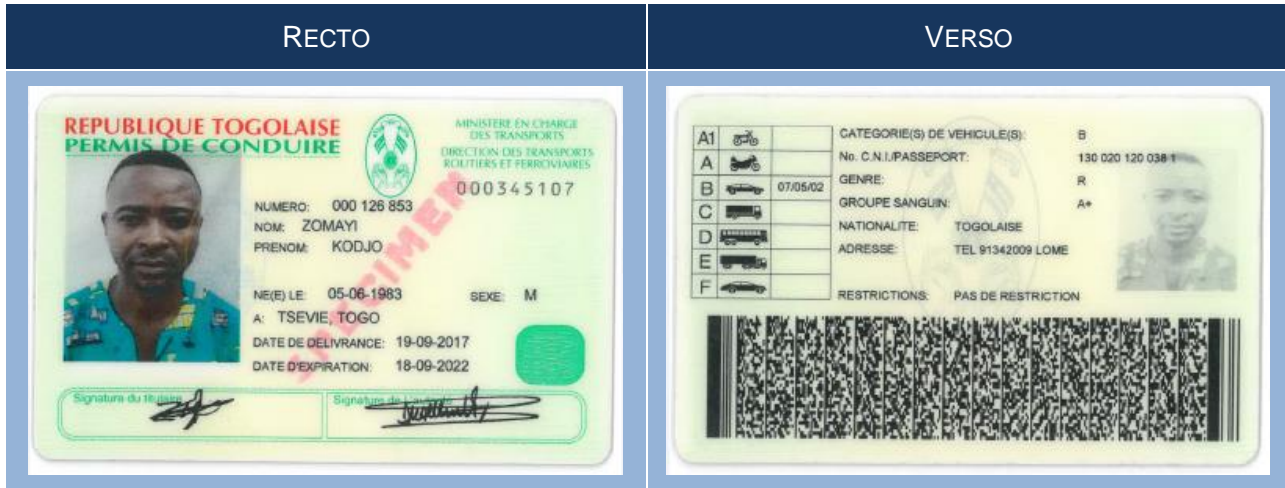 RECTO
VERSO
REPUBLIQUE TOGOLAISE
PERMIS DE CONDUIRE
MINISTERE EN CHARGE
DES TRANSPORTS
DIRECTION DES TRANSPORTS
ROUTIERS ET FERROVIAIRES
000345107
NUMERO: 000 126 853
NOM: ZOMAYI
PRENOM: KODJO
NE(E) LE: 05-06-1983 SEXE: M
A: TSEVIE, TOGO
DATE DE DELIVRANCE: 19-09-2017
DATE D'EXPIRATION: 18-09-2022
SPECIMEN
Signature du titulaire
Signature de L'autorité
A1
A
B 07/05/02
C
D
E
F
CATEGORIE(S) DE VEHICULE(S): B
No. C.N.I./PASSEPORT: 130 020 120 038 1
GENRE: R
GROUPE SANGUIN: A+
NATIONALITE: TOGOLAISE
ADRESSE: TEL 91342009 LOME
RESTRICTIONS: PAS DE RESTRICTION